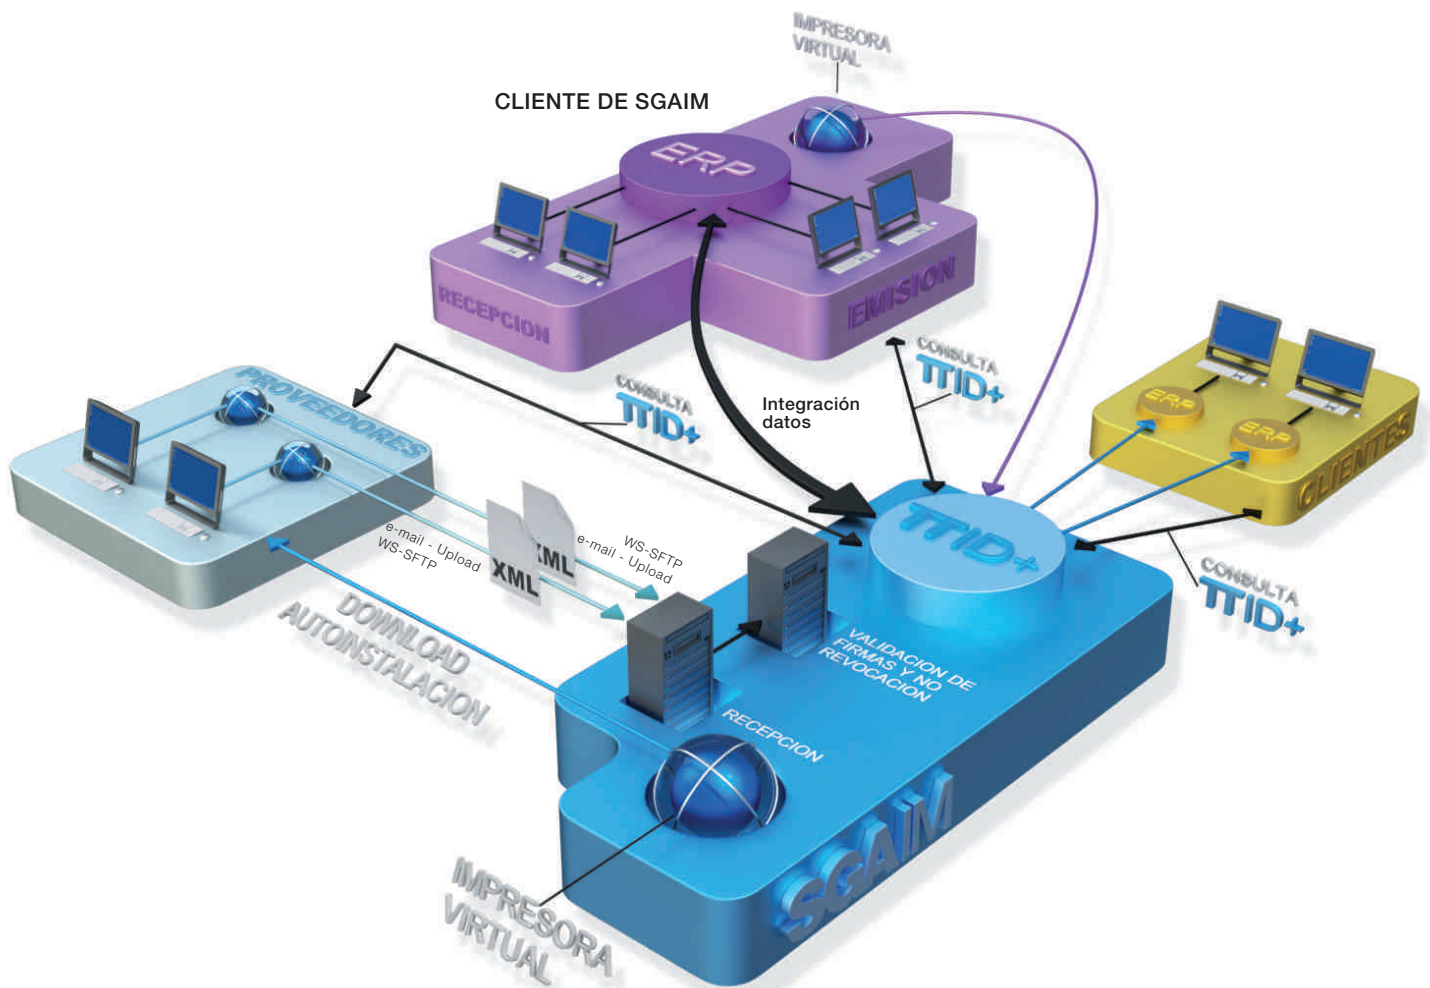 IMPRESORA
VIRTUAL
CLIENTE DE SGAIM
ERP
RECEPCION
EMISION
CONSULTA
TTID+
CONSULTA
TTID+
Integración
datos
PROVEEDORES
ERP
ERP
CLIENTES
TTID+
CONSULTA
TTID+
e-mail - Upload
WS-SFTP
XML
XML
WS-SFTP
e-mail - Upload
DOWNLOAD
AUTOINSTALACION
VALIDACION DE
FIRMAS Y NO
REVOCACION
RECEPCION
SGAIM
IMPRESORA
VIRTUAL